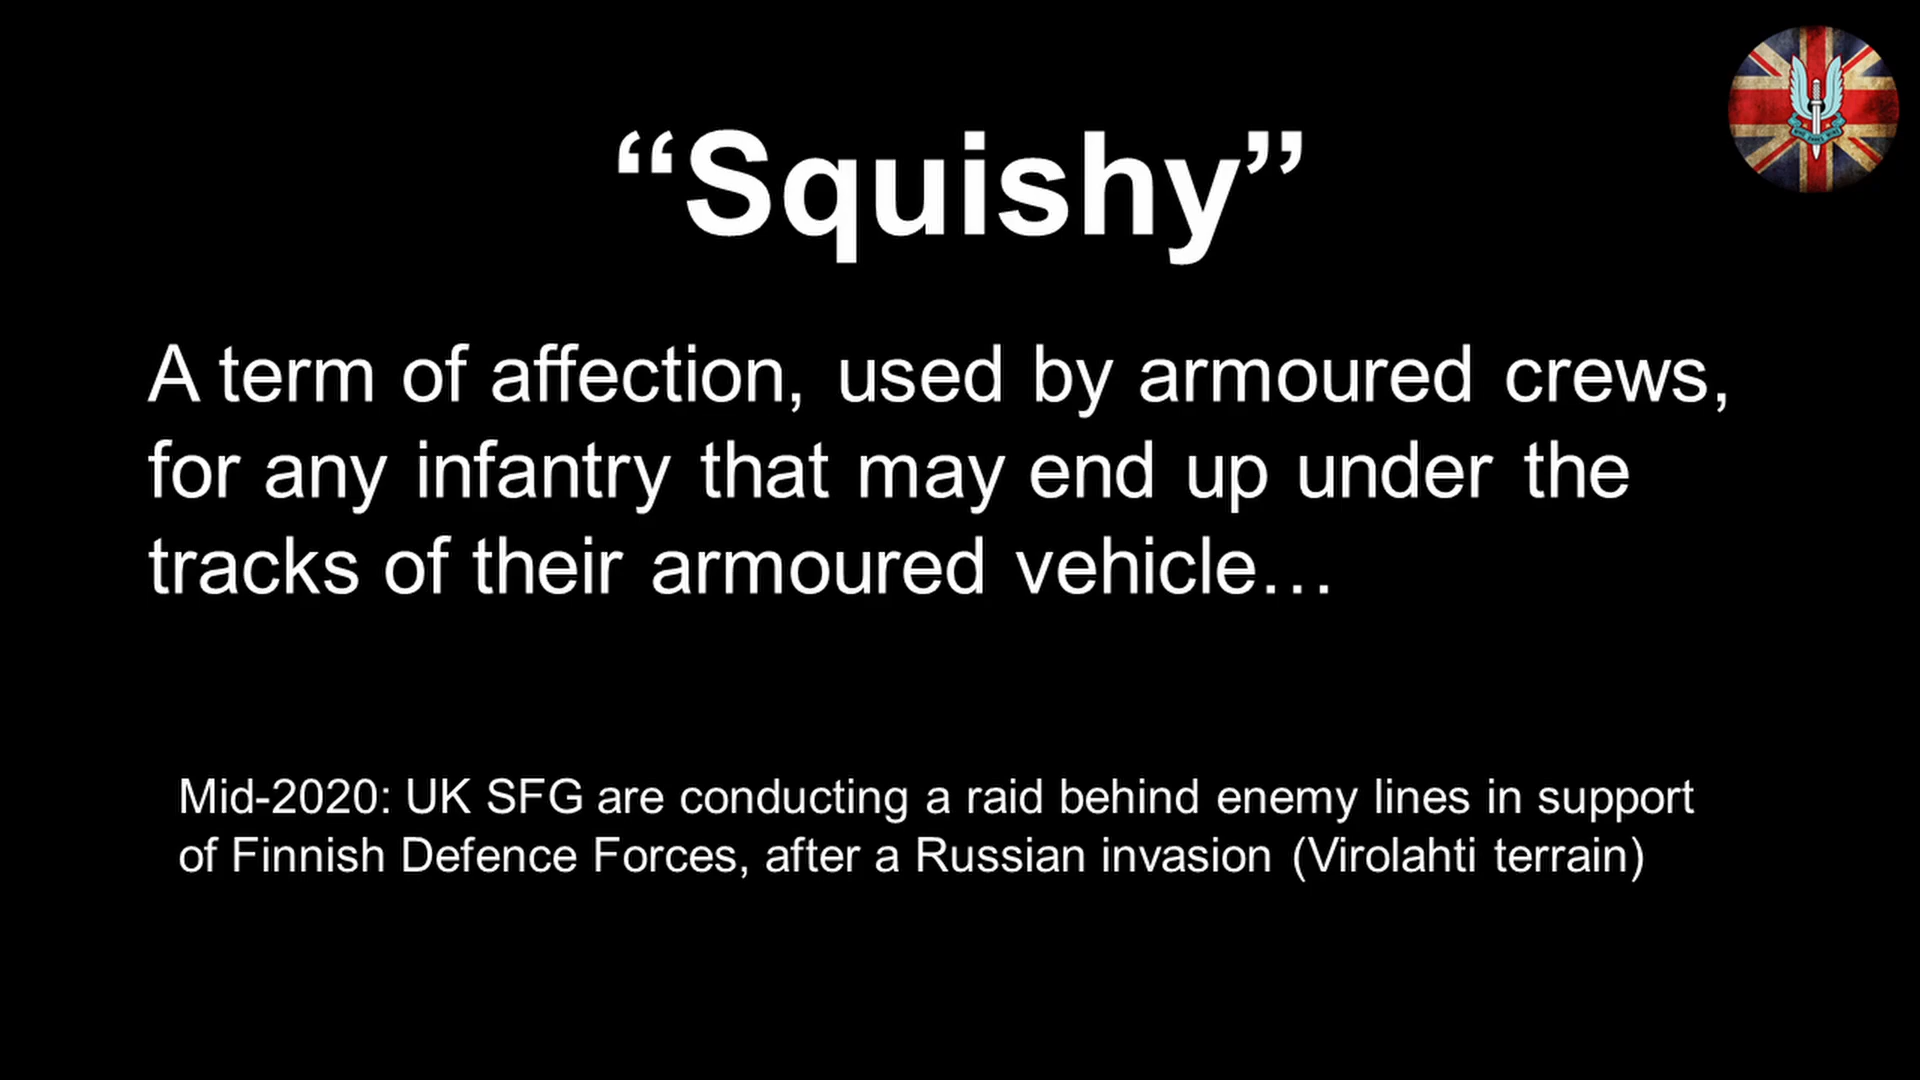 “Squishy”
A term of affection, used by armoured crews,
for any infantry that may end up under the
tracks of their armoured vehicle…
Mid-2020: UK SFG are conducting a raid behind enemy lines in support
of Finnish Defence Forces, after a Russian invasion (Virolahti terrain)